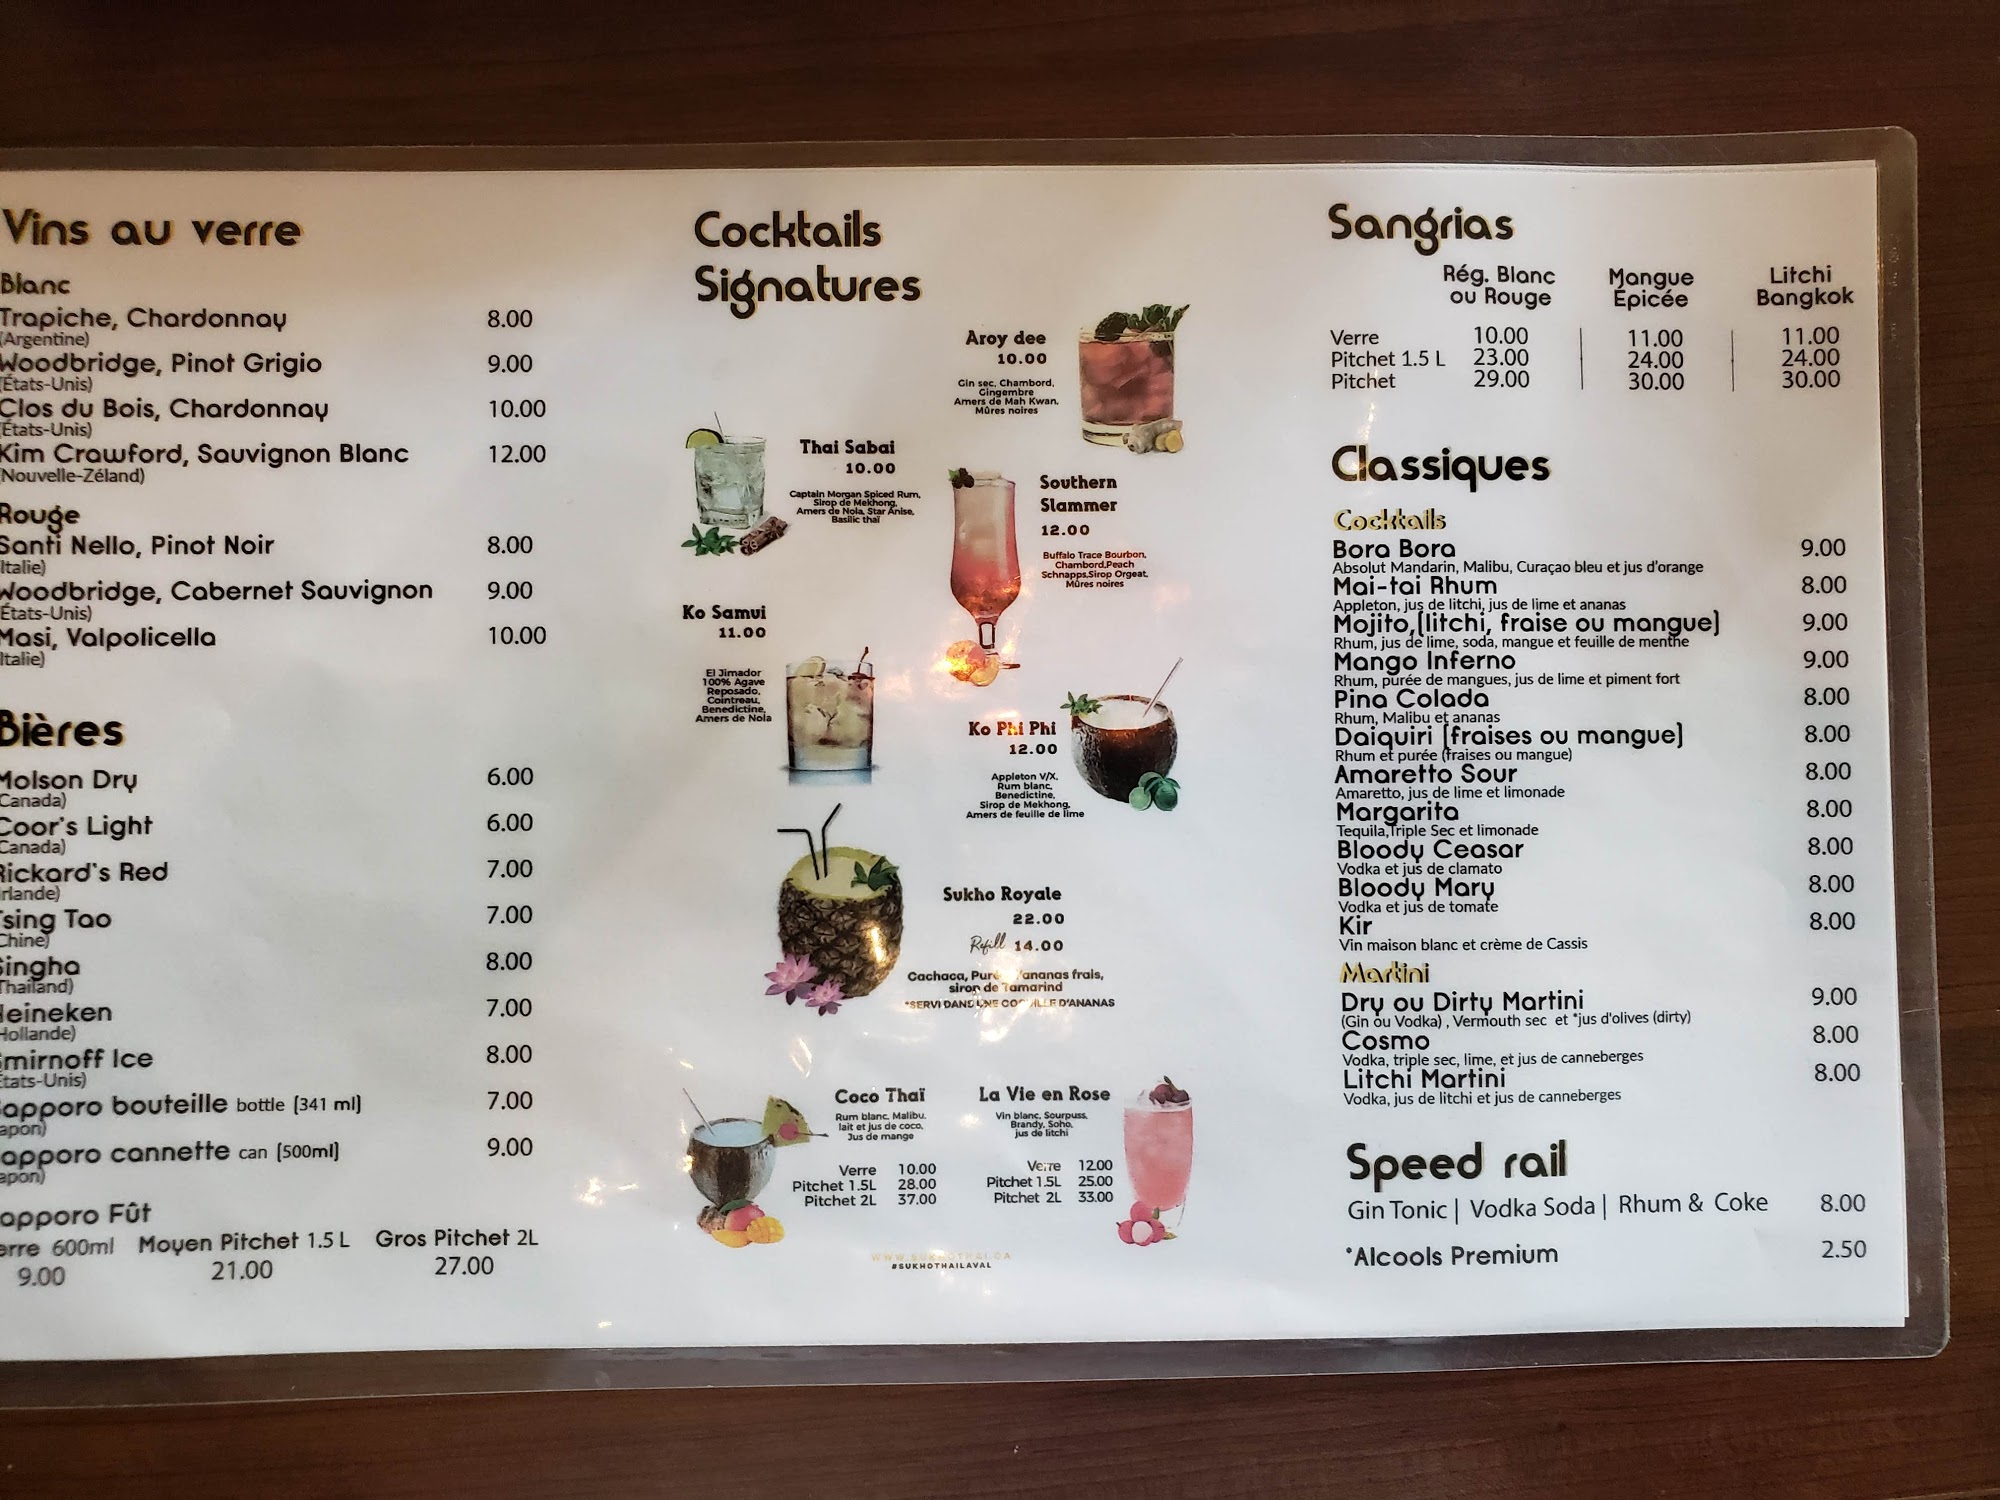 Vins au verre
Blanc
Trapiche, Chardonnay 8.00
(Argentine)
Woodbridge, Pinot Grigio 9.00
(États-Unis)
Clos du Bois, Chardonnay 10.00
(États-Unis)
Kim Crawford, Sauvignon Blanc 12.00
(Nouvelle-Zéland)
Rouge
Santi Nello, Pinot Noir 8.00
Italie)
Woodbridge, Cabernet Sauvignon 9.00
(États-Unis)
Masi, Valpolicella 10.00
Italie)
Bières
Molson Dry 6.00
Canada)
Coor's Light 6.00
Canada)
Rickard's Red 7.00
Irlande)
Tsing Tao 7.00
Chine)
Singha 8.00
Thailand)
Heineken 7.00
Hollande)
Smirnoff Ice 8.00
États-Unis)
Sapporo bouteille bottle (341 ml) 7.00
apon)
apporo cannette can (500ml) 9.00
apon)
apporo Fût
erre 600ml Moyen Pitchet 1.5 L Gros Pitchet 2L
9.00 21.00 27.00
Cocktails
Signatures
Aroy dee
10.00
Gin sec, Chambord,
Gingembre
Amers de Mah Kwan,
Mûres noires
Thai Sabai
10.00
Captain Morgan Spiced Rum,
Sirop de Mekhong,
Amers de Nola, Star Anise,
Basilic thaï
Southern
Slammer
12.00
Buffalo Trace Bourbon,
Chambord,Peach
Schnapps,Sirop Orgeat,
Mûres noires
Ko Samui
11.00
El Jimador
100% Agave
Reposado,
Cointreau,
Benedictine,
Amers de Nola
Ko Phi Phi
12.00
Appleton V/X,
Rum blanc,
Benedictine,
Sirop de Mekhong,
Amers de feuille de lime
Sukho Royale
22.00
Refill 14.00
Cachaca, Puré 'ananas frais,
sirop de Tamarind
*SERVI DANS UNE COQUILLE D'ANANAS
Coco Thaï
Rum blanc, Malibu,
lait et jus de coco,
Jus de mange
Verre 10.00
Pitchet 1.5L 28.00
Pitchet 2L 37.00
La Vie en Rose
Vin blanc, Sourpuss,
Brandy, Soho,
jus de litchi
Verre 12.00
Pitchet 1.5L 25.00
Pitchet 2L 33.00
WWW.SUKHOTHAI.CA
#SUKHOTHAILAVAL
Sangrias
Rég. Blanc Mangue Litchi
ou Rouge Épicée Bangkok
Verre 10.00 11.00 11.00
Pitchet 1.5 L 23.00 24.00 24.00
Pitchet 29.00 30.00 30.00
Classiques
Cocktails
Bora Bora 9.00
Absolut Mandarin, Malibu, Curaçao bleu et jus d'orange
Mai-tai Rhum 8.00
Appleton, jus de litchi, jus de lime et ananas
Mojito,(litchi, fraise ou mangue) 9.00
Rhum, jus de lime, soda, mangue et feuille de menthe
Mango Inferno 9.00
Rhum, purée de mangues, jus de lime et piment fort
Pina Colada 8.00
Rhum, Malibu et ananas
Daiquiri (fraises ou mangue) 8.00
Rhum et purée (fraises ou mangue)
Amaretto Sour 8.00
Amaretto, jus de lime et limonade
Margarita 8.00
Tequila,Triple Sec et limonade
Bloody Ceasar 8.00
Vodka et jus de clamato
Bloody Mary 8.00
Vodka et jus de tomate
Kir 8.00
Vin maison blanc et crème de Cassis
Martini
Dry ou Dirty Martini 9.00
(Gin ou Vodka) , Vermouth sec et *jus d'olives (dirty)
Cosmo 8.00
Vodka, triple sec, lime, et jus de canneberges
Litchi Martini 8.00
Vodka, jus de litchi et jus de canneberges
Speed rail
Gin Tonic | Vodka Soda | Rhum & Coke 8.00
*Alcools Premium 2.50